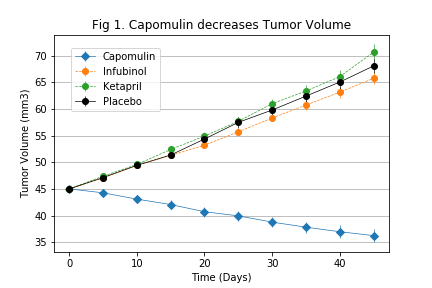 Fig 1. Capomulin decreases Tumor Volume
Capomulin
Infubinol
Ketapril
Placebo
Tumor Volume (mm3)
70
65
60
55
50
45
40
35
0
10
20
30
40
Time (Days)